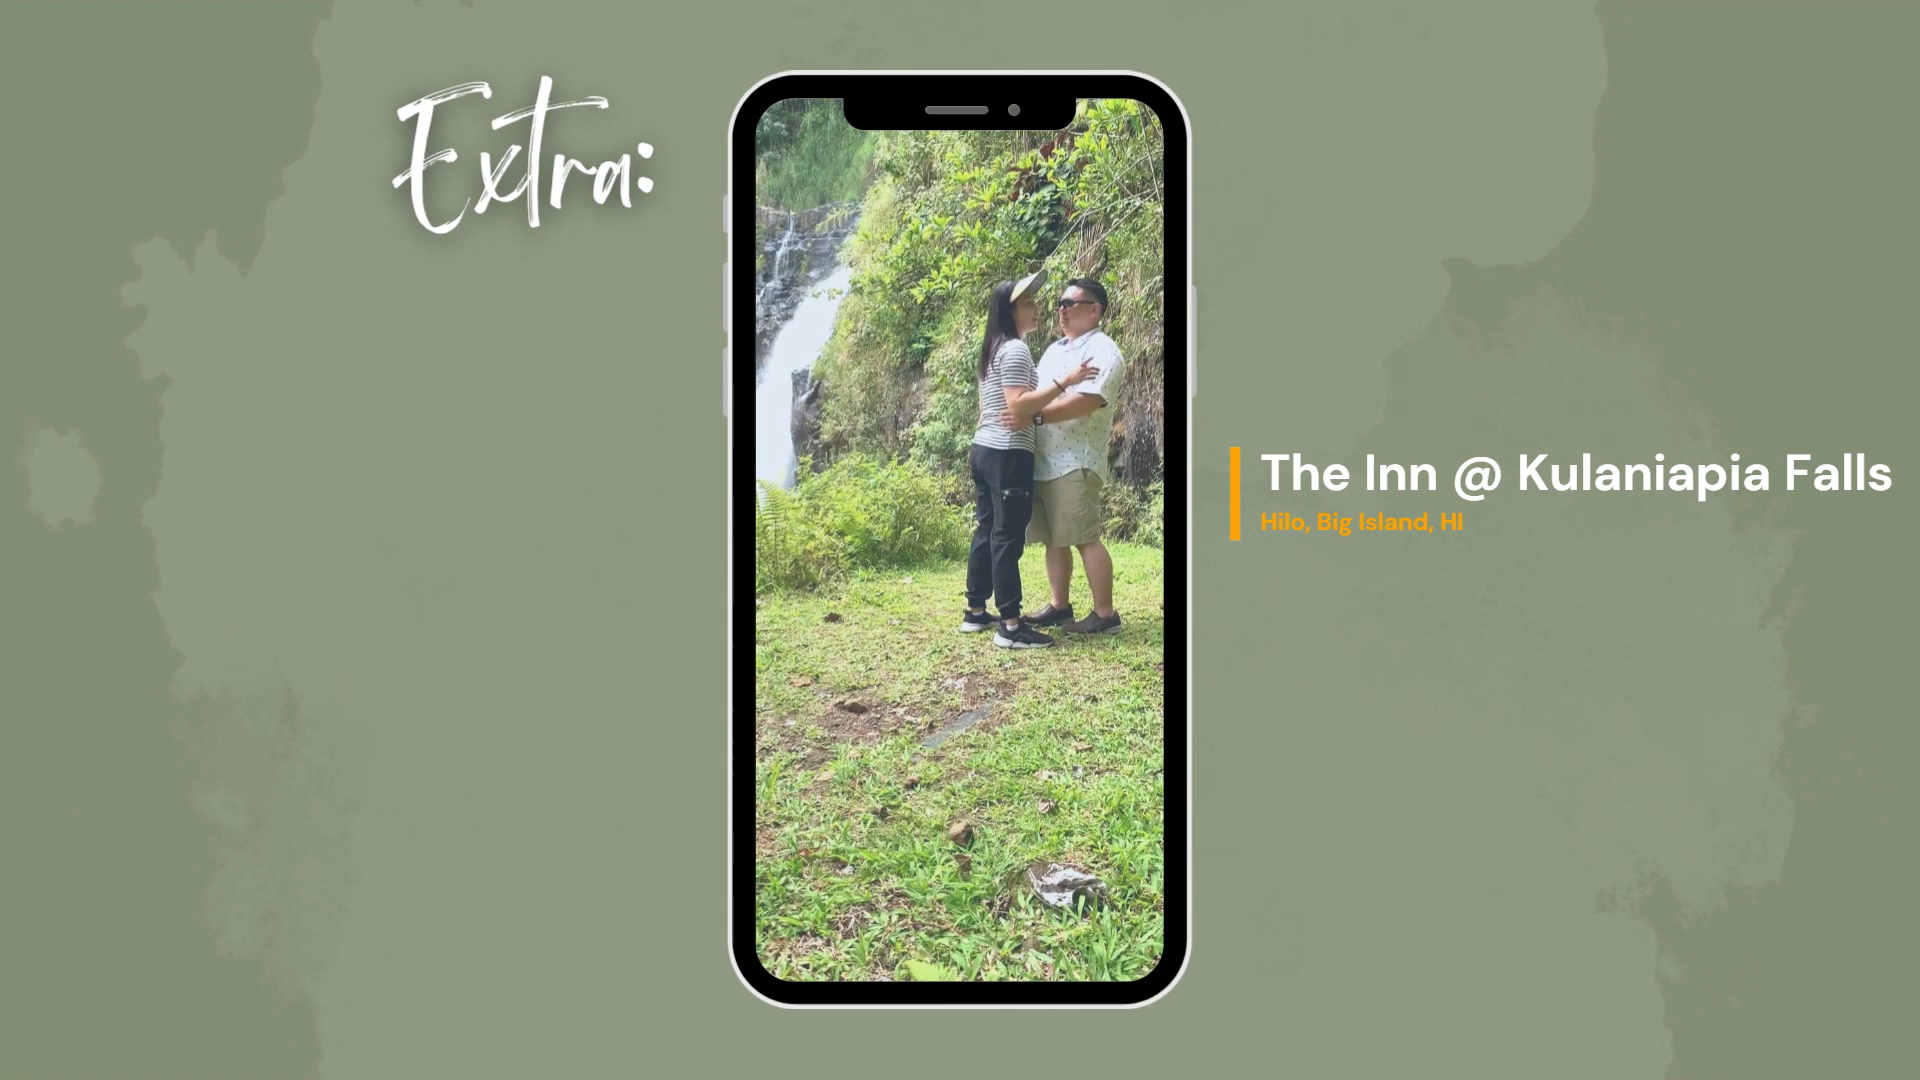 Extra:
The Inn @ Kulaniapia Falls
Hilo, Big Island, HI